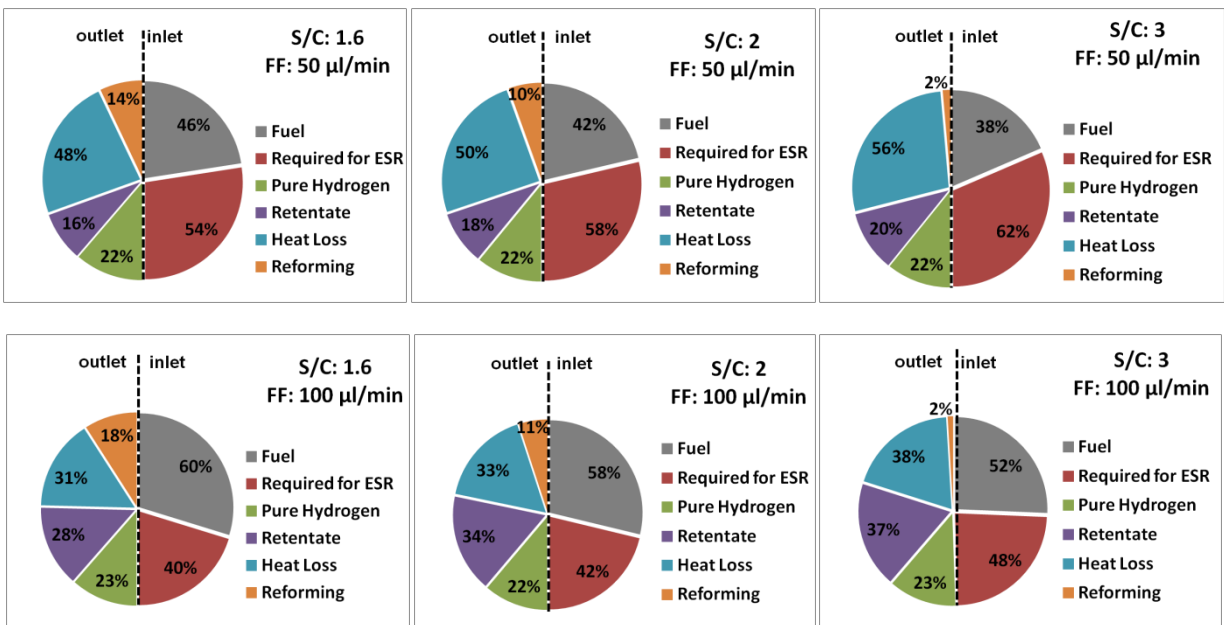 outlet inlet
S/C: 1.6
FF: 50 µl/min
14%
46%
48%
16%
22%
54%
Fuel
Required for ESR
Pure Hydrogen
Retentate
Heat Loss
Reforming
outlet inlet
S/C: 2
FF: 50 µl/min
10%
42%
50%
18%
22%
58%
Fuel
Required for ESR
Pure Hydrogen
Retentate
Heat Loss
Reforming
outlet inlet
S/C: 3
FF: 50 µl/min
2%
38%
56%
20%
22%
62%
Fuel
Required for ESR
Pure Hydrogen
Retentate
Heat Loss
Reforming
outlet inlet
S/C: 1.6
FF: 100 µl/min
18%
60%
31%
28%
23%
40%
Fuel
Required for ESR
Pure Hydrogen
Retentate
Heat Loss
Reforming
outlet inlet
S/C: 2
FF: 100 µl/min
11%
58%
33%
34%
22%
42%
Fuel
Required for ESR
Pure Hydrogen
Retentate
Heat Loss
Reforming
outlet inlet
S/C: 3
FF: 100 µl/min
2%
52%
38%
37%
23%
48%
Fuel
Required for ESR
Pure Hydrogen
Retentate
Heat Loss
Reforming